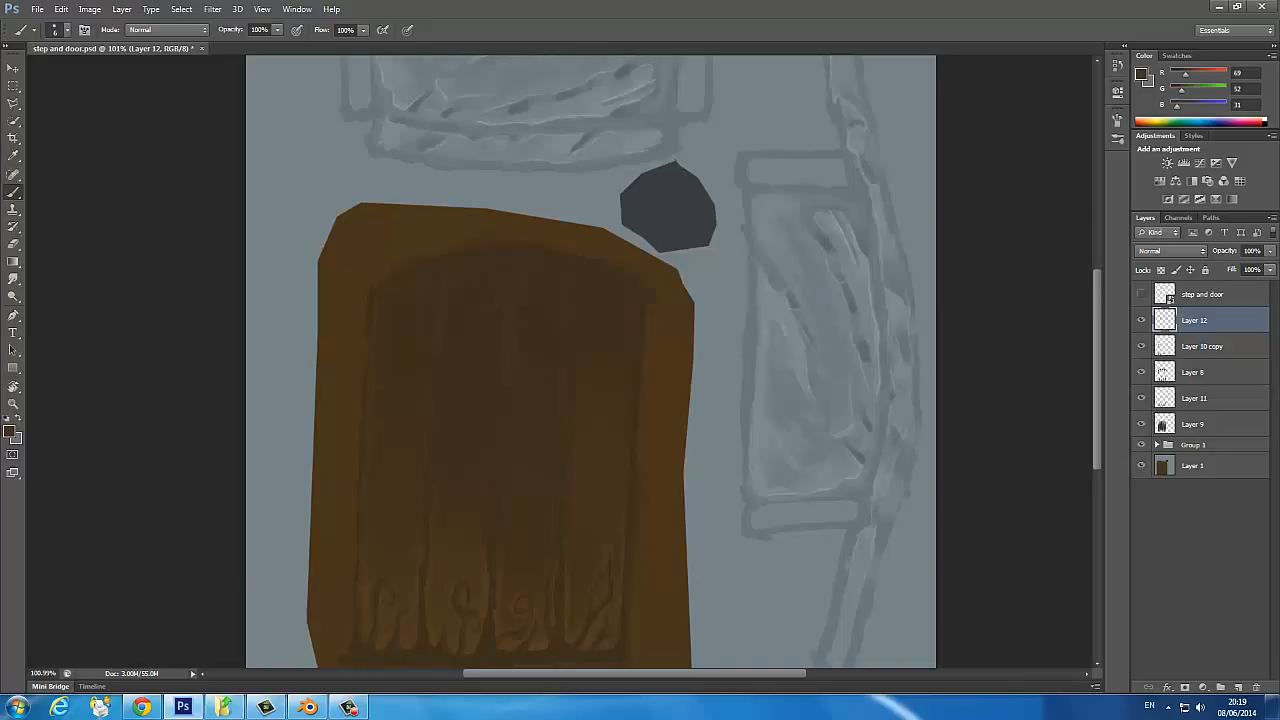 Ps File Edit Image Layer Type Select Filter 3D View Window Help
6 Mode: Normal Opacity: 100% Flow: 100% Essentials
step and door.psd @ 101% (Layer 12, RGB/8) * ×
Color Swatches
R 69
G 52
B 31
Adjustments Styles
Add an adjustment
Layers Channels Paths
Kind
Normal Opacity: 100%
Lock: Fill: 100%
step and door
Layer 12
Layer 10 copy
Layer 8
Layer 11
Layer 9
Group 1
Layer 1
100.99% Doc: 3.00M/55.0M
Mini Bridge Timeline
Ps EN 20:19
08/06/2014